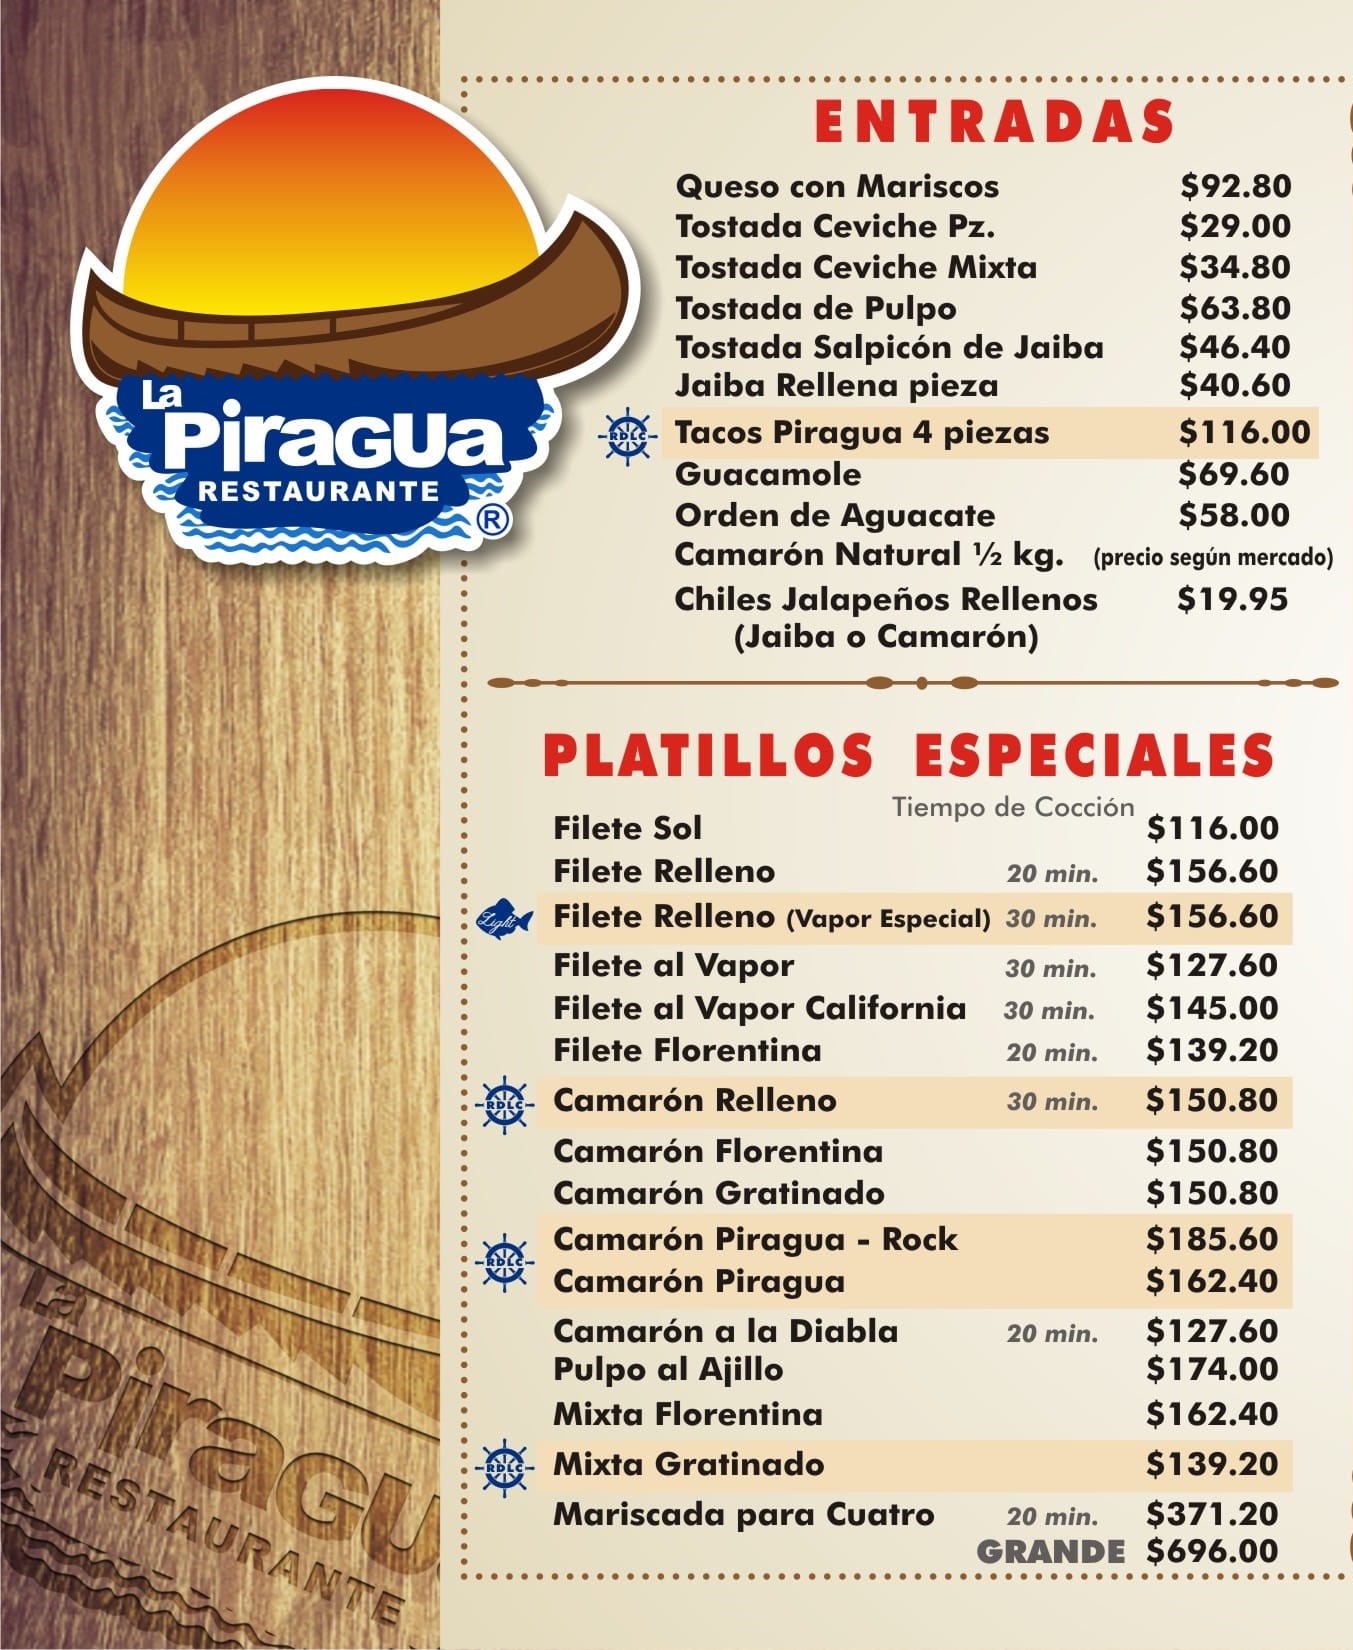 La
Piragua
RESTAURANTE
®
ENTRADAS
Queso con Mariscos $92.80
Tostada Ceviche Pz. $29.00
Tostada Ceviche Mixta $34.80
Tostada de Pulpo $63.80
Tostada Salpicón de Jaiba $46.40
Jaiba Rellena pieza $40.60
RDLC Tacos Piragua 4 piezas $116.00
Guacamole $69.60
Orden de Aguacate $58.00
Camarón Natural ½ kg. (precio según mercado)
Chiles Jalapeños Rellenos $19.95
(Jaiba o Camarón)
PLATILLOS ESPECIALES
Tiempo de Cocción
Filete Sol $116.00
Filete Relleno 20 min. $156.60
Light Filete Relleno (Vapor Especial) 30 min. $156.60
Filete al Vapor 30 min. $127.60
Filete al Vapor California 30 min. $145.00
Filete Florentina 20 min. $139.20
RDLC Camarón Relleno 30 min. $150.80
Camarón Florentina $150.80
Camarón Gratinado $150.80
Camarón Piragua - Rock $185.60
RDLC
Camarón Piragua $162.40
Camarón a la Diabla 20 min. $127.60
Pulpo al Ajillo $174.00
Mixta Florentina $162.40
RDLC Mixta Gratinado $139.20
Mariscada para Cuatro 20 min. $371.20
GRANDE $696.00
La
PiraGU
RESTAURANTE